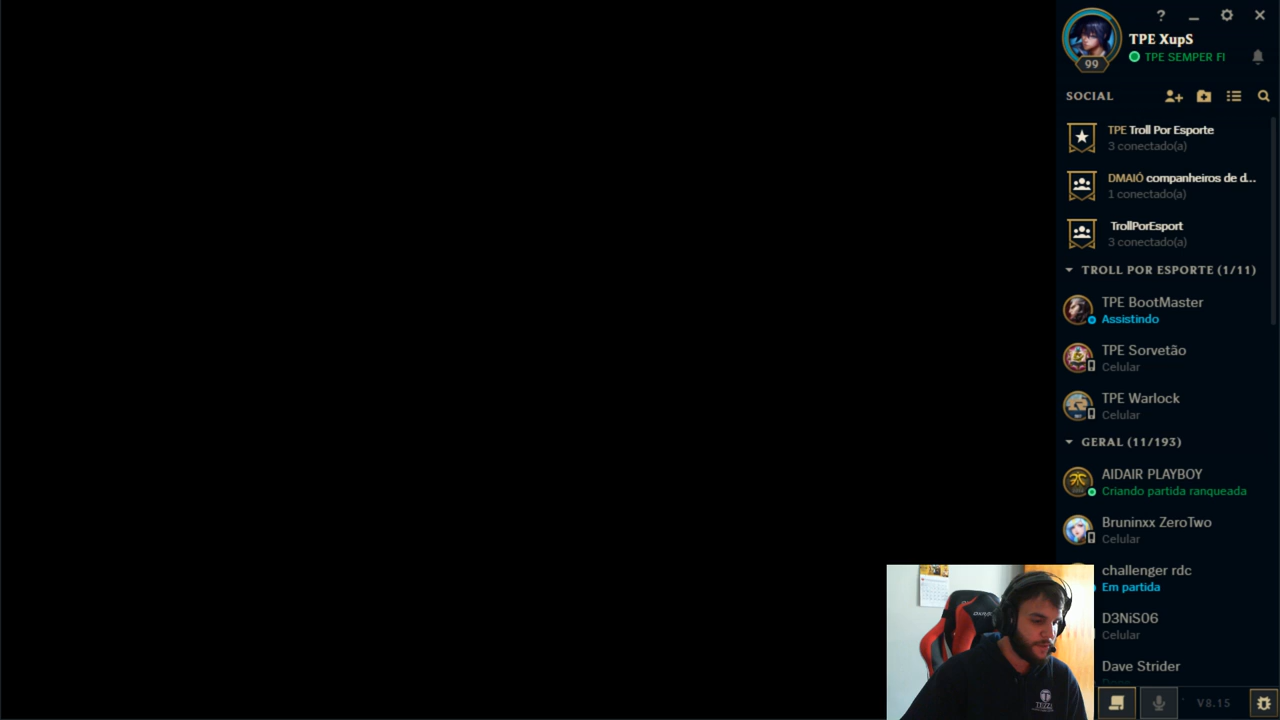 TPE XupS
99
TPE SEMPER FI
SOCIAL
TPE Troll Por Esporte
3 conectado(a)
DMAIÓ companheiros de d...
1 conectado(a)
TrollPorEsport
3 conectado(a)
TROLL POR ESPORTE (1/11)
TPE BootMaster
Assistindo
TPE Sorvetão
Celular
TPE Warlock
Celular
GERAL (11/193)
AIDAIR PLAYBOY
Criando partida ranqueada
Bruninxx ZeroTwo
Celular
challenger rdc
Em partida
D3NiS06
Celular
Dave Strider
V8.15